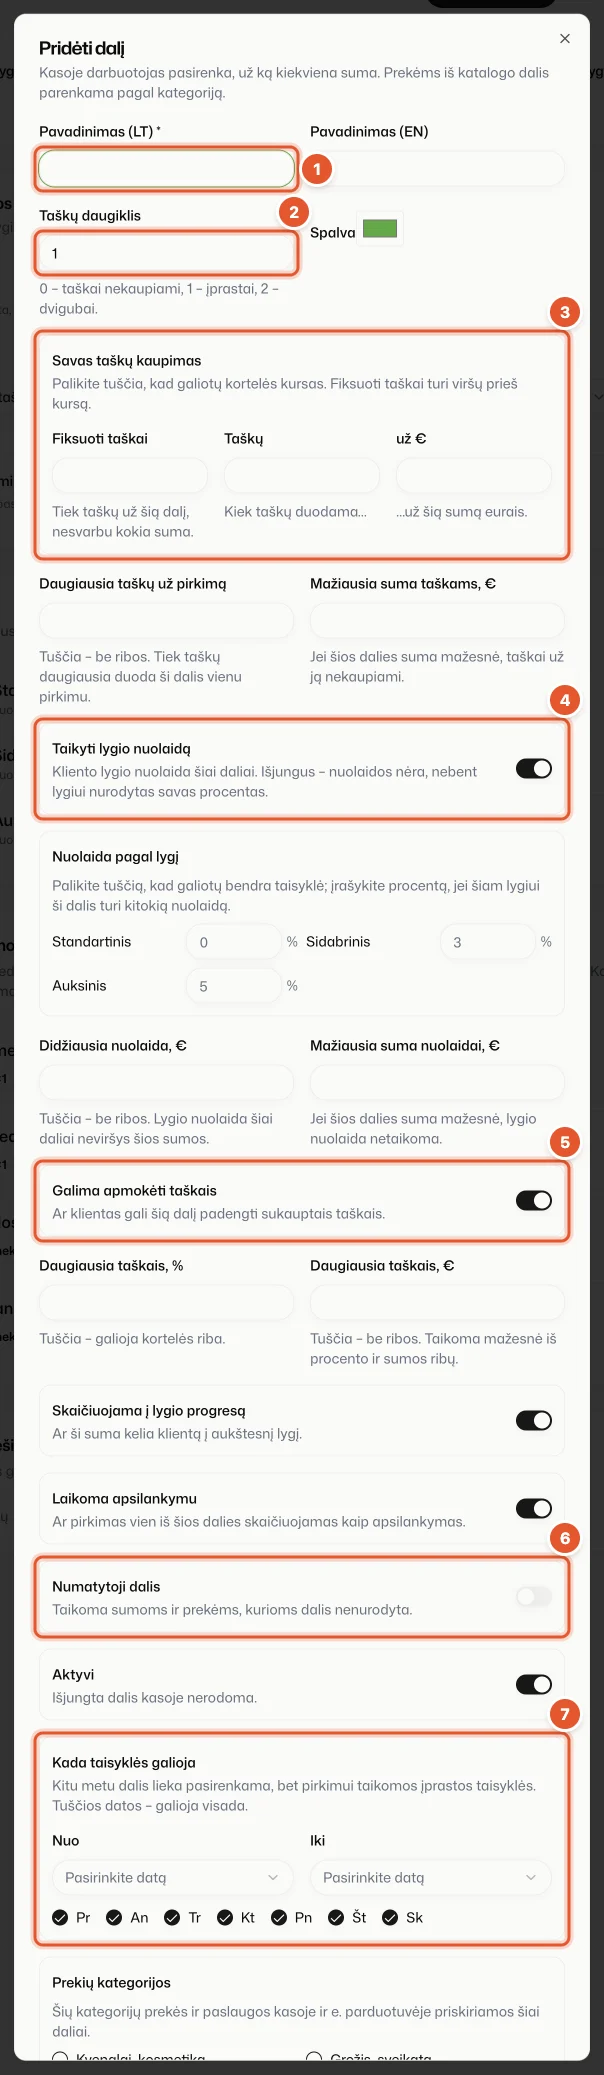 Pridėti dalį
Kasoje darbuotojas pasirenka, už ką kiekviena suma. Prekėms iš katalogo dalis
parenkama pagal kategoriją.
Pavadinimas (LT) *
Pavadinimas (EN)
1
Taškų daugiklis
2
Spalva
1
0 – taškai nekaupiami, 1 – įprastai, 2 –
dvigubai.
3
Savas taškų kaupimas
Palikite tuščia, kad galiotų kortelės kursas. Fiksuoti taškai turi viršų prieš
kursą.
Fiksuoti taškai
Taškų
už €
Tiek taškų už šią dalį,
nesvarbu kokia suma.
Kiek taškų duodama...
...už šią sumą eurais.
Daugiausia taškų už pirkimą
Mažiausia suma taškams, €
Tuščia – be ribos. Tiek taškų
daugiausia duoda ši dalis vienu
pirkimu.
Jei šios dalies suma mažesnė, taškai už
ją nekaupiami.
4
Taikyti lygio nuolaidą
Kliento lygio nuolaida šiai daliai. Išjungus – nuolaidos nėra, nebent
lygiui nurodytas savas procentas.
Nuolaida pagal lygį
Palikite tuščią, kad galiotų bendra taisyklė; įrašykite procentą, jei šiam lygiui
ši dalis turi kitokią nuolaidą.
Standartinis 0 % Sidabrinis 3 %
Auksinis 5 %
Didžiausia nuolaida, €
Mažiausia suma nuolaidai, €
Tuščia – be ribos. Lygio nuolaida šiai
daliai neviršys šios sumos.
Jei šios dalies suma mažesnė, lygio
nuolaida netaikoma.
5
Galima apmokėti taškais
Ar klientas gali šią dalį padengti sukauptais taškais.
Daugiausia taškais, %
Daugiausia taškais, €
Tuščia – galioja kortelės riba.
Tuščia – be ribos. Taikoma mažesnė iš
procento ir sumos ribų.
Skaičiuojama į lygio progresą
Ar ši suma kelia klientą į aukštesnį lygį.
Laikoma apsilankymu
Ar pirkimas vien iš šios dalies skaičiuojamas kaip apsilankymas.
6
Numatytoji dalis
Taikoma sumoms ir prekėms, kurioms dalis nenurodyta.
Aktyvi
Išjungta dalis kasoje nerodoma.
7
Kada taisyklės galioja
Kitu metu dalis lieka pasirenkama, bet pirkimui taikomos įprastos taisyklės.
Tuščios datos – galioja visada.
Nuo
Iki
Pasirinkite datą
Pasirinkite datą
Pr An Tr Kt Pn Št Sk
Prekių kategorijos
Šių kategorijų prekės ir paslaugos kasoje ir e. parduotuvėje priskiriamos šiai
daliai.
Kvepalai, kosmetika
Grožis, sveikata